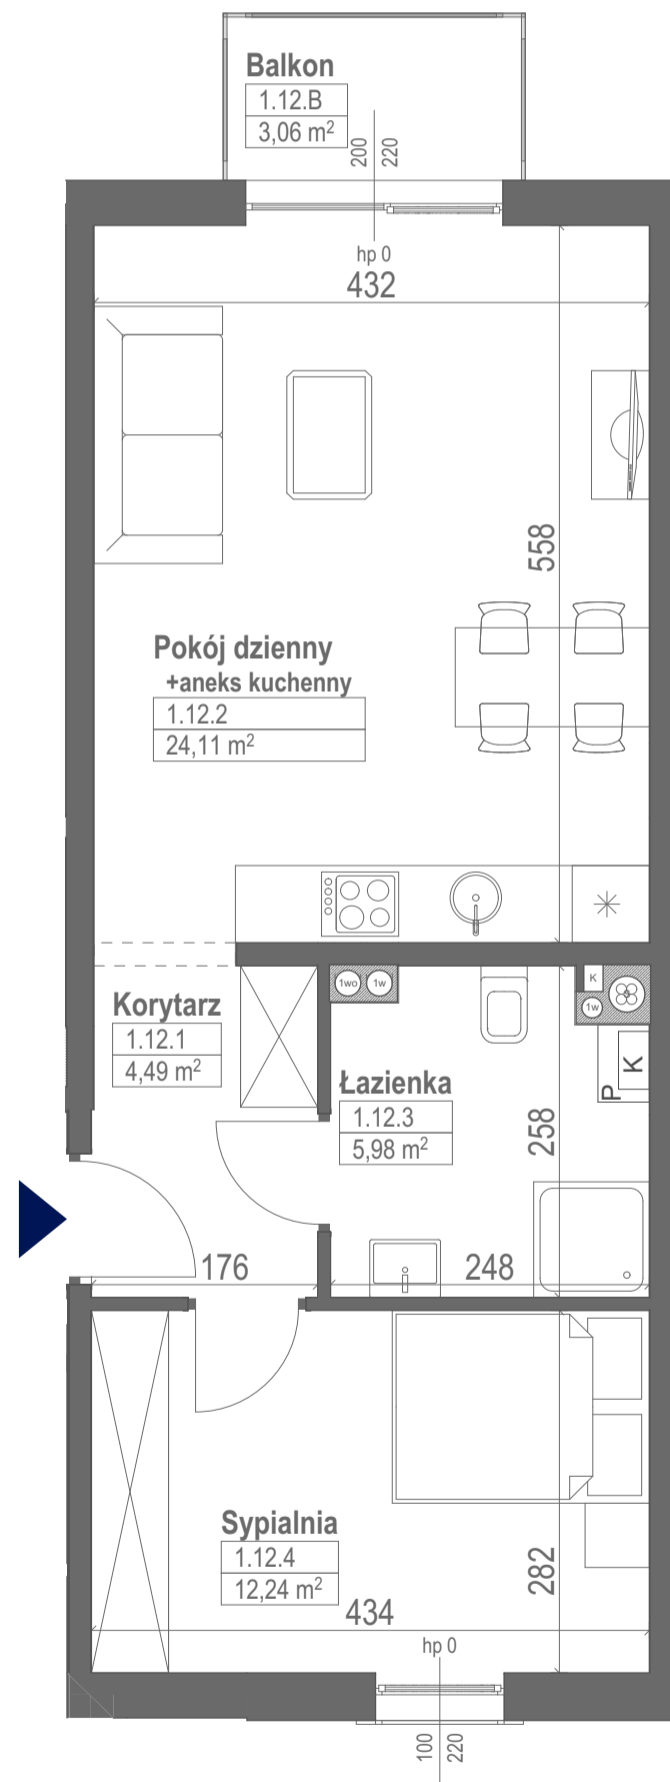 Balkon
1.12.B
3,06 m²
200
220
hp 0
432
558
Pokój dzienny
+aneks kuchenny
1.12.2
24,11 m²
1wo
1w
K
1w
Korytarz
1.12.1
4,49 m²
P
K
Łazienka
1.12.3
5,98 m²
258
176
248
Sypialnia
1.12.4
12,24 m²
282
434
hp 0
100
220